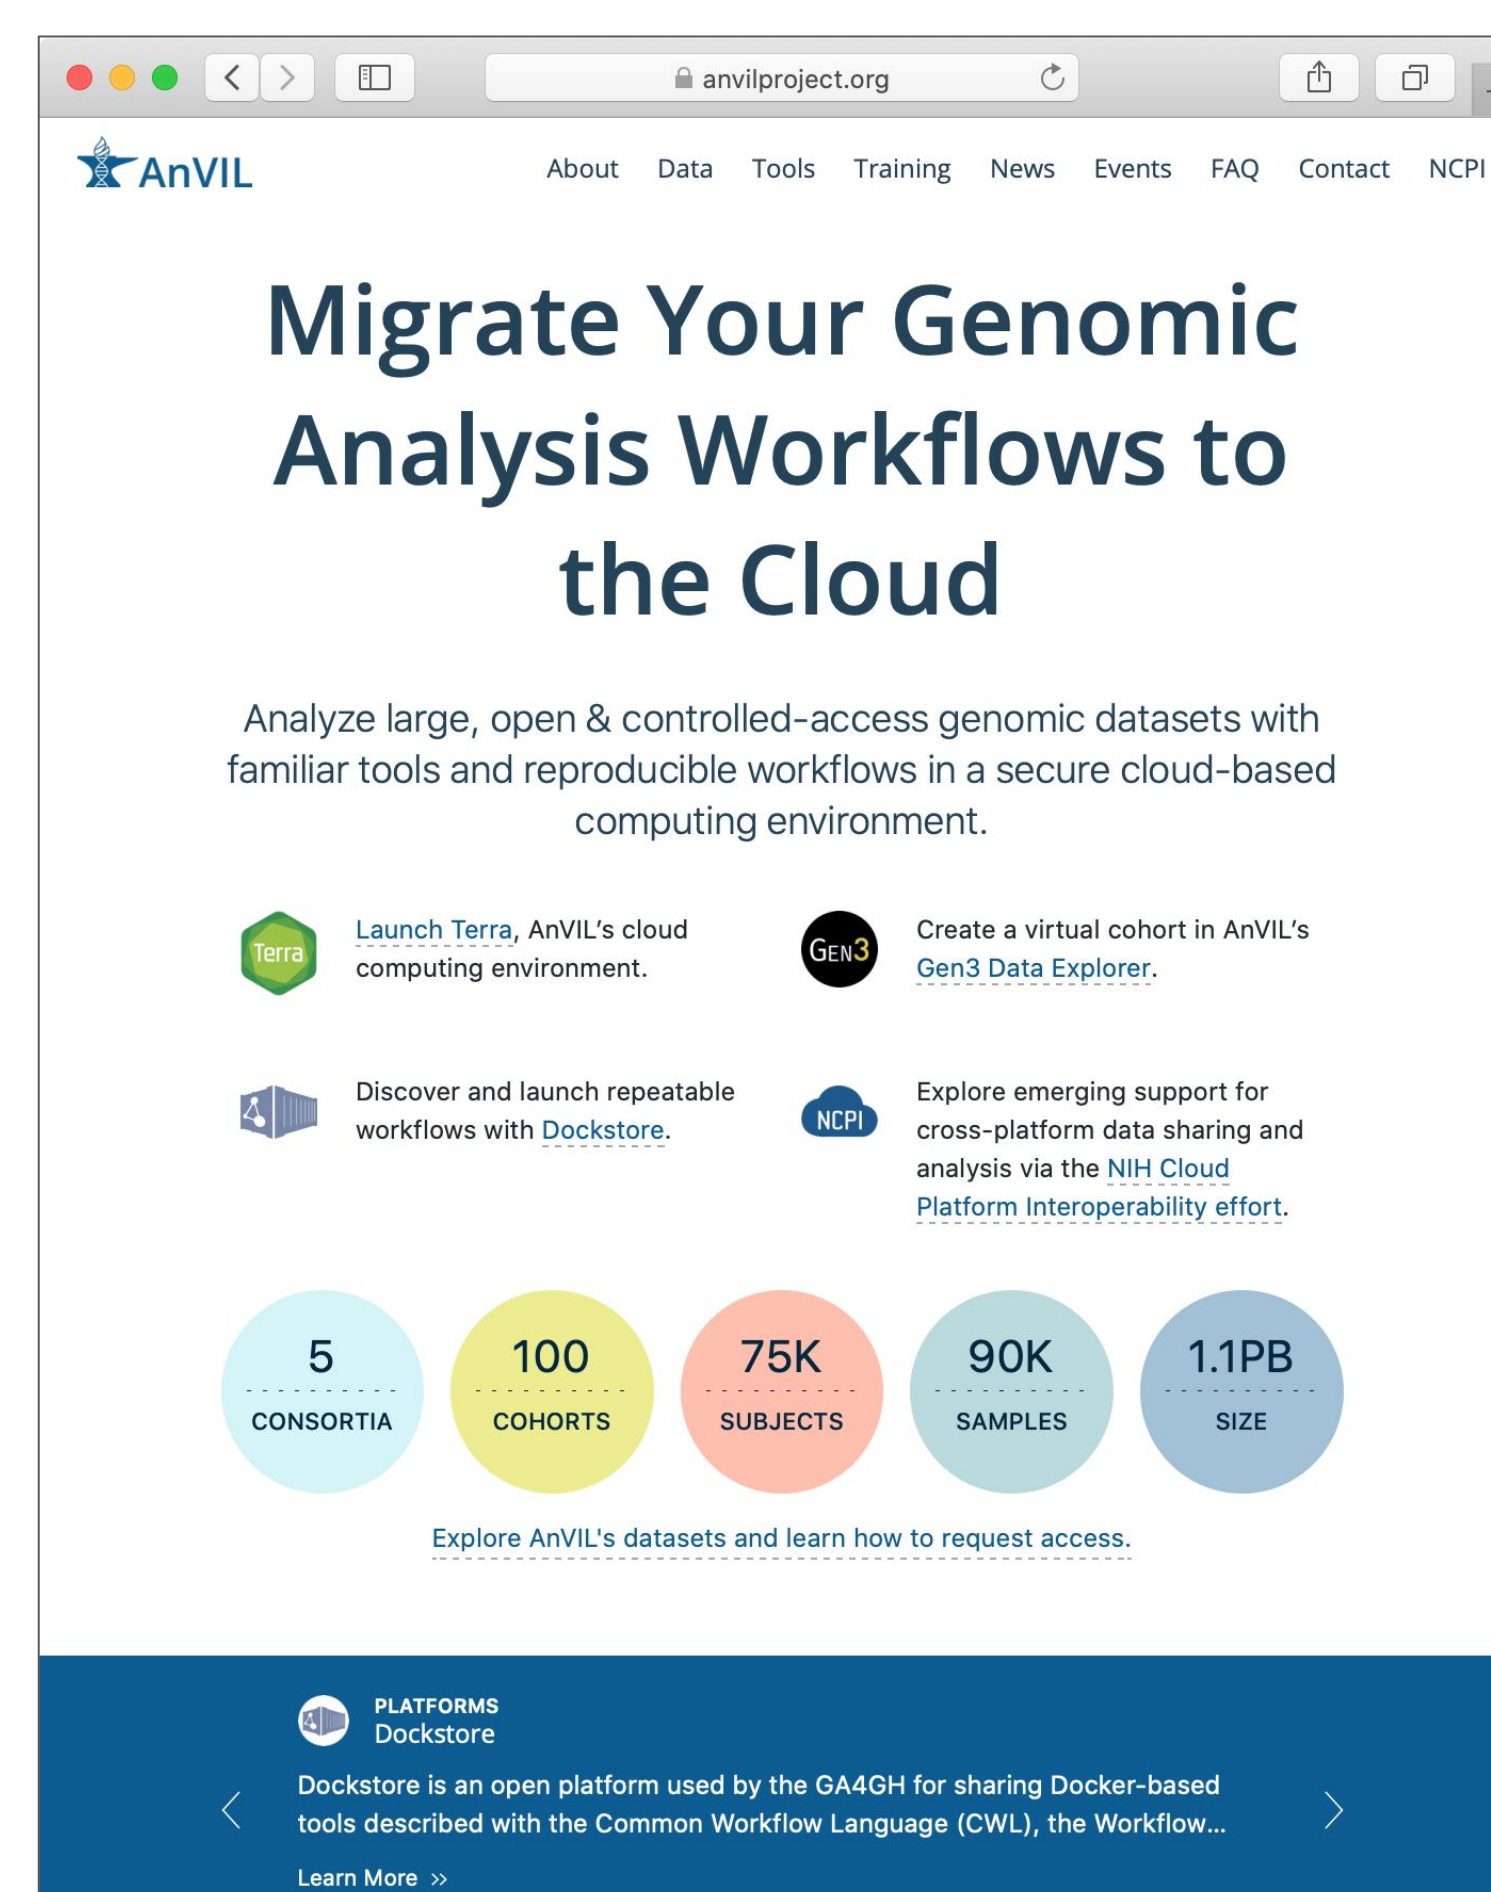 anvilproject.org
AnVIL
About Data Tools Training News Events FAQ Contact NCPI
Migrate Your Genomic
Analysis Workflows to
the Cloud
Analyze large, open & controlled-access genomic datasets with
familiar tools and reproducible workflows in a secure cloud-based
computing environment.
Terra
Launch Terra, AnVIL’s cloud
computing environment.
GEN3
Create a virtual cohort in AnVIL’s
Gen3 Data Explorer.
Discover and launch repeatable
workflows with Dockstore.
NCPI
Explore emerging support for
cross-platform data sharing and
analysis via the NIH Cloud
Platform Interoperability effort.
5
CONSORTIA
100
COHORTS
75K
SUBJECTS
90K
SAMPLES
1.1PB
SIZE
Explore AnVIL's datasets and learn how to request access.
PLATFORMS
Dockstore
Dockstore is an open platform used by the GA4GH for sharing Docker-based
tools described with the Common Workflow Language (CWL), the Workflow...
Learn More »